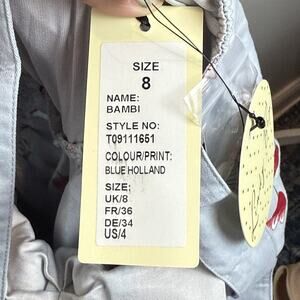 SIZE
8
NAME:
BAMBI
STYLE NO:
T09111651
COLOUR/PRINT:
BLUE HOLLAND
SIZE;
UK/8
FR/36
DE/34
US/4